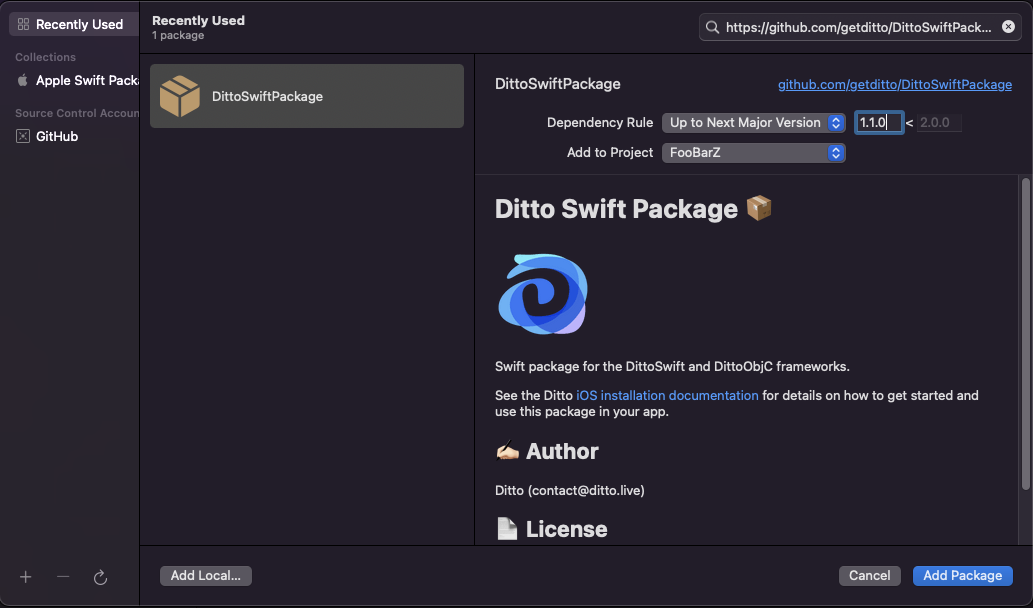 Recently Used
Collections
Apple Swift Packa
Source Control Accoun
GitHub
Recently Used
1 package
https://github.com/getditto/DittoSwiftPack...
DittoSwiftPackage
DittoSwiftPackage
github.com/getditto/DittoSwiftPackage
Dependency Rule Up to Next Major Version 1.1.0 < 2.0.0
Add to Project FooBarZ
Ditto Swift Package 📦
Swift package for the DittoSwift and DittoObjC frameworks.
See the Ditto iOS installation documentation for details on how to get started and
use this package in your app.
✍🏻 Author
Ditto (contact@ditto.live)
📄 License
Add Local...
Cancel
Add Package